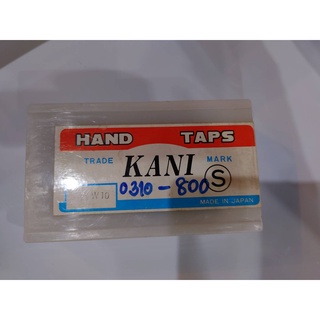 HAND TAPS
TRADE KANI MARK
S
W10
0310-800
MADE IN JAPAN